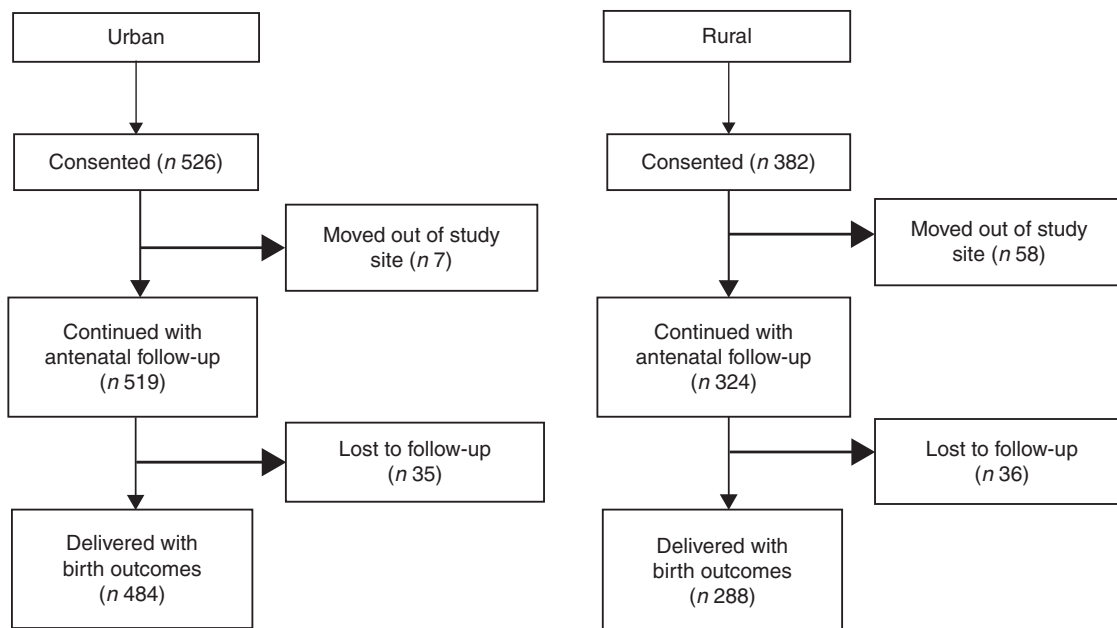 Urban
Consented (n 526)
Moved out of study
site (n 7)
Continued with
antenatal follow-up
(n 519)
Lost to follow-up
(n 35)
Delivered with
birth outcomes
(n 484)
Rural
Consented (n 382)
Moved out of study
site (n 58)
Continued with
antenatal follow-up
(n 324)
Lost to follow-up
(n 36)
Delivered with
birth outcomes
(n 288)